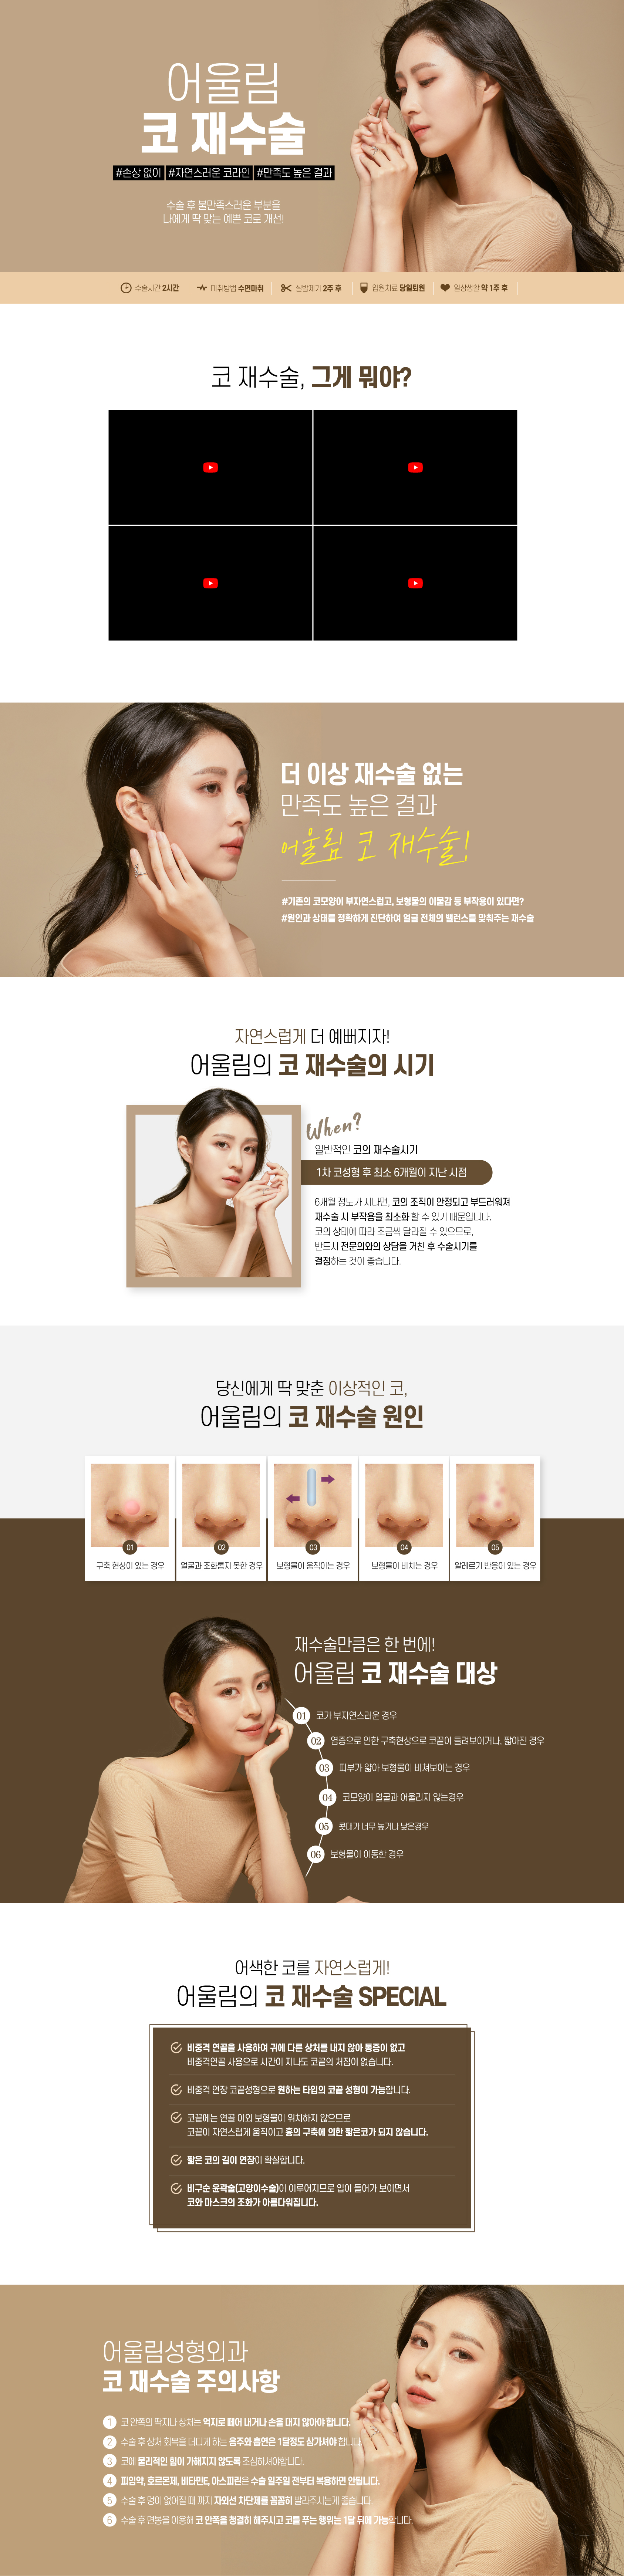 어울림
코 재수술
#손상 없이 #자연스러운 코라인 #만족도 높은 결과
수술 후 불만족스러운 부분을
나에게 딱 맞는 예쁜 코로 개선!
수술시간 2시간 마취방법 수면마취 실밥제거 2주 후 입원치료 당일퇴원 일상생활 약 1주 후
코 재수술, 그게 뭐야?
더 이상 재수술 없는
만족도 높은 결과
어울림 코 재수술!
#기존의 코모양이 부자연스럽고, 보형물의 이물감 등 부작용이 있다면?
#원인과 상태를 정확하게 진단하여 얼굴 전체의 밸런스를 맞춰주는 재수술
자연스럽게 더 예뻐지자!
어울림의 코 재수술의 시기
When?
일반적인 코의 재수술시기
1차 코성형 후 최소 6개월이 지난 시점
6개월 정도가 지나면, 코의 조직이 안정되고 부드러워져
재수술 시 부작용을 최소화 할 수 있기 때문입니다.
코의 상태에 따라 조금씩 달라질 수 있으므로,
반드시 전문의와의 상담을 거친 후 수술시기를
결정하는 것이 좋습니다.
당신에게 딱 맞춘 이상적인 코,
어울림의 코 재수술 원인
01 02 03 04 05
구축 현상이 있는 경우 얼굴과 조화롭지 못한 경우 보형물이 움직이는 경우 보형물이 비치는 경우 알레르기 반응이 있는 경우
재수술만큼은 한 번에!
어울림 코 재수술 대상
01 코가 부자연스러운 경우
02 염증으로 인한 구축현상으로 코끝이 들려보이거나, 짧아진 경우
03 피부가 얇아 보형물이 비쳐보이는 경우
04 코모양이 얼굴과 어울리지 않는경우
05 콧대가 너무 높거나 낮은경우
06 보형물이 이동한 경우
어색한 코를 자연스럽게!
어울림의 코 재수술 SPECIAL
비중격 연골을 사용하여 귀에 다른 상처를 내지 않아 통증이 없고
비중격연골 사용으로 시간이 지나도 코끝의 처짐이 없습니다.
비중격 연장 코끝성형으로 원하는 타입의 코끝 성형이 가능합니다.
코끝에는 연골 이외 보형물이 위치하지 않으므로
코끝이 자연스럽게 움직이고 흉의 구축에 의한 짧은코가 되지 않습니다.
짧은 코의 길이 연장이 확실합니다.
비구순 윤곽술(고양이수술)이 이루어지므로 입이 들어가 보이면서
코와 마스크의 조화가 아름다워집니다.
어울림성형외과
코 재수술 주의사항
1 코 안쪽의 딱지나 상처는 억지로 떼어 내거나 손을 대지 않아야 합니다.
2 수술 후 상처 회복을 더디게 하는 음주와 흡연은 1달정도 삼가셔야 합니다.
3 코에 물리적인 힘이 가해지지 않도록 조심하셔야합니다.
4 피임약, 호르몬제, 비타민E, 아스피린은 수술 일주일 전부터 복용하면 안됩니다.
5 수술 후 멍이 없어질 때 까지 자외선 차단제를 꼼꼼히 발라주시는게 좋습니다.
6 수술 후 면봉을 이용해 코 안쪽을 청결히 해주시고 코를 푸는 행위는 1달 뒤에 가능합니다.